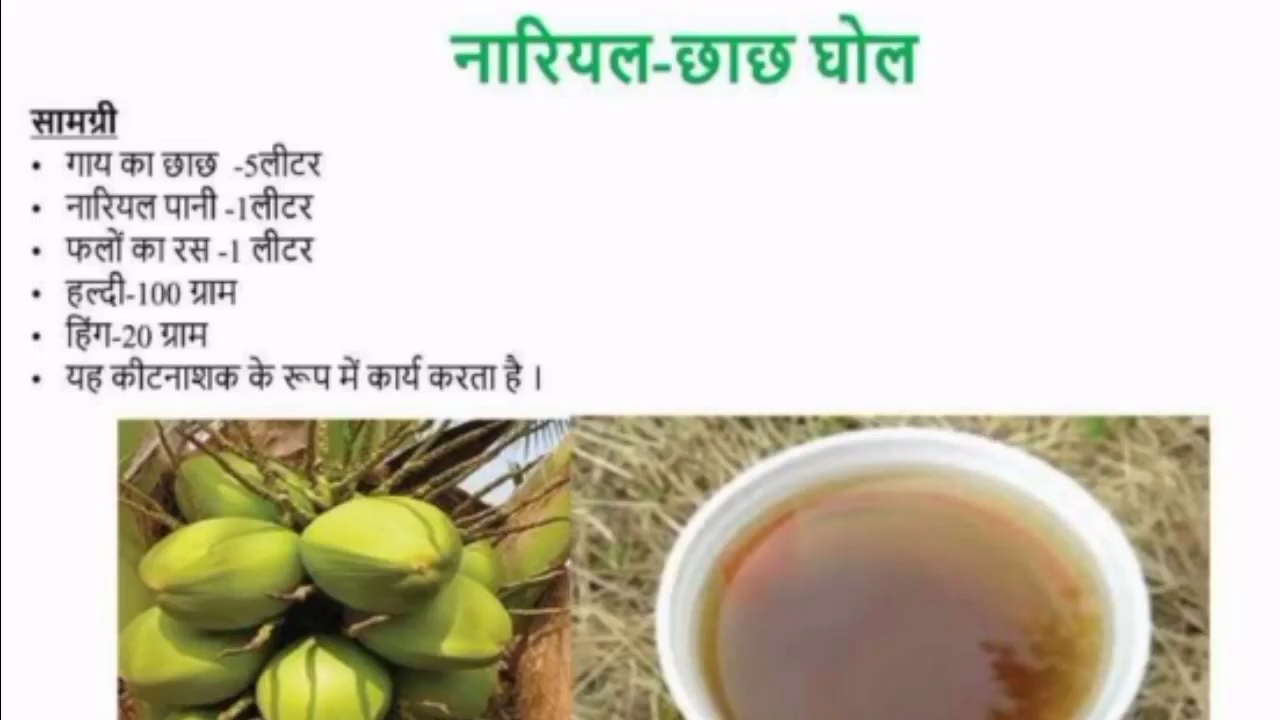 नारियल-छाछ घोल
सामग्री
• गाय का छाछ -5लीटर
• नारियल पानी -1लीटर
• फलों का रस -1 लीटर
• हल्दी-100 ग्राम
• हिंग-20 ग्राम
• यह कीटनाशक के रूप में कार्य करता है ।